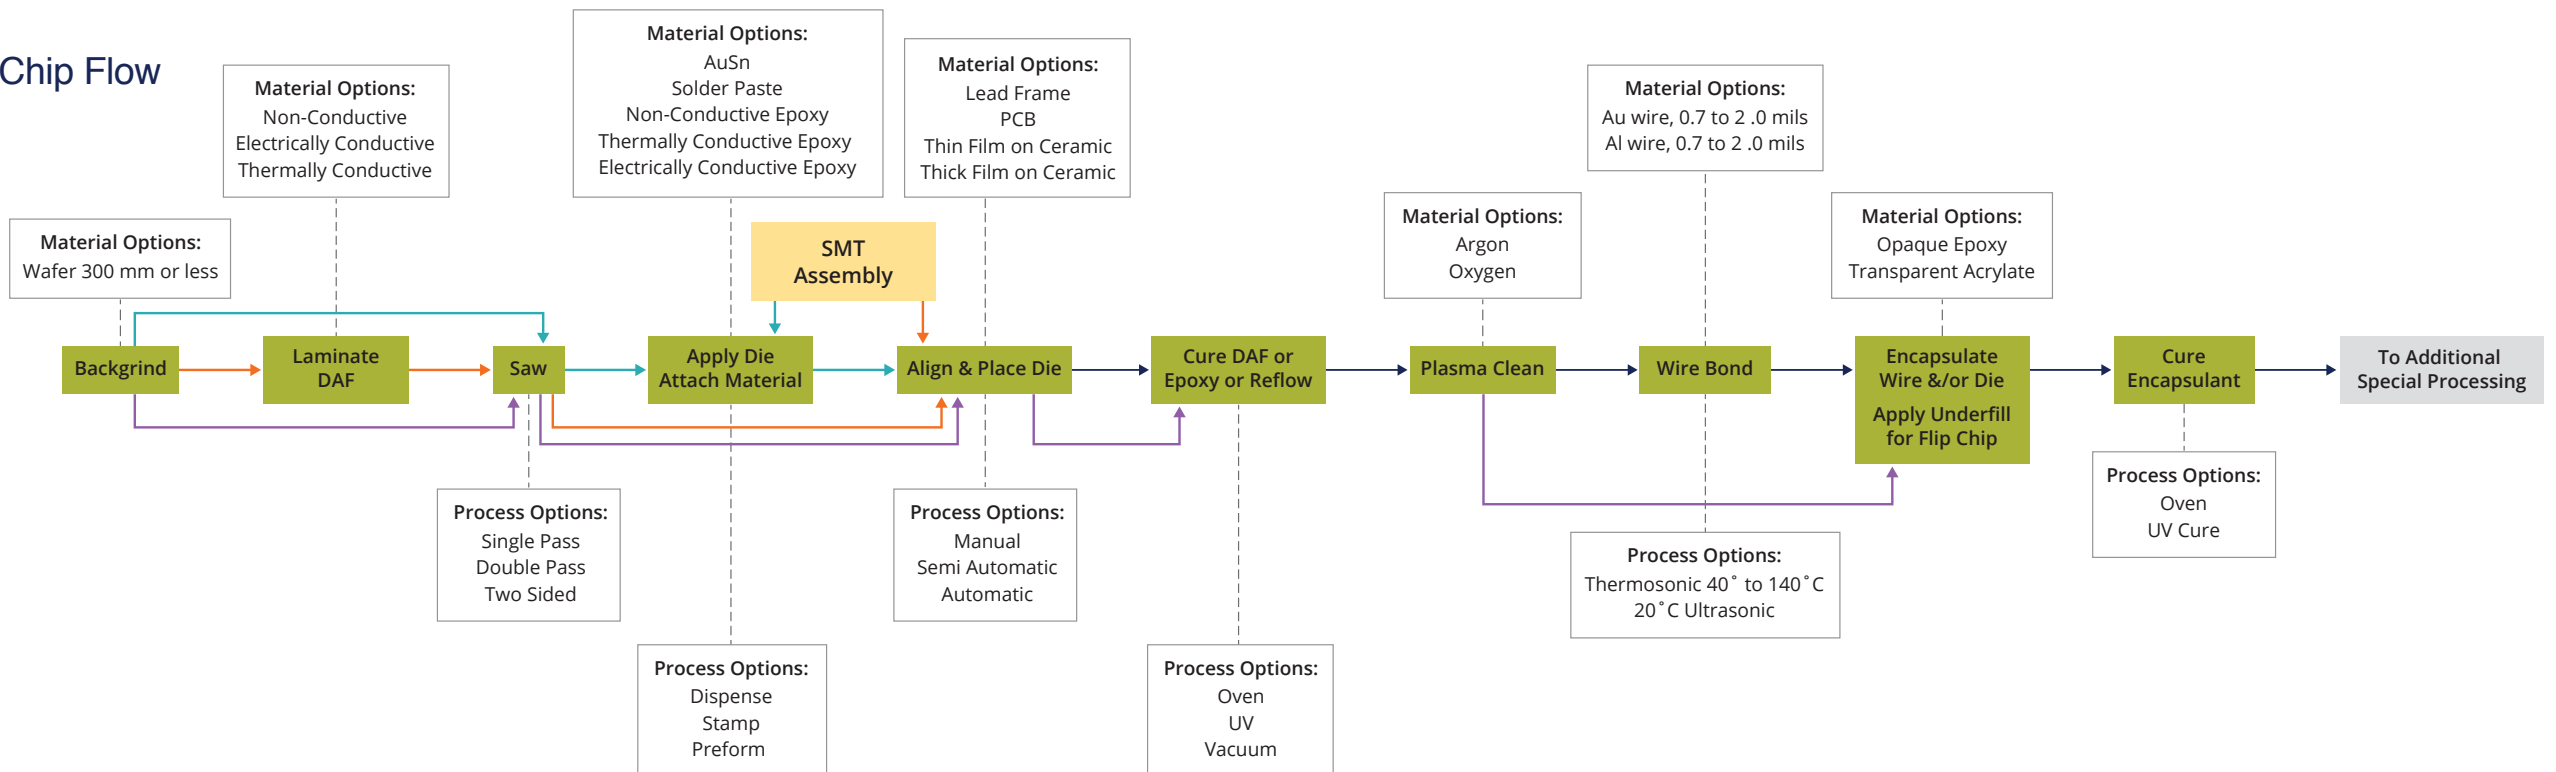 Chip Flow
Material Options:
Wafer 300 mm or less
Material Options:
Non-Conductive
Electrically Conductive
Thermally Conductive
Material Options:
AuSn
Solder Paste
Non-Conductive Epoxy
Thermally Conductive Epoxy
Electrically Conductive Epoxy
SMT
Assembly
Material Options:
Lead Frame
PCB
Thin Film on Ceramic
Thick Film on Ceramic
Material Options:
Argon
Oxygen
Material Options:
Au wire, 0.7 to 2 .0 mils
Al wire, 0.7 to 2 .0 mils
Material Options:
Opaque Epoxy
Transparent Acrylate
Backgrind
Laminate
DAF
Saw
Apply Die
Attach Material
Align & Place Die
Cure DAF or
Epoxy or Reflow
Plasma Clean
Wire Bond
Encapsulate
Wire &/or Die
Apply Underfill
for Flip Chip
Cure
Encapsulant
To Additional
Special Processing
Process Options:
Single Pass
Double Pass
Two Sided
Process Options:
Dispense
Stamp
Preform
Process Options:
Manual
Semi Automatic
Automatic
Process Options:
Oven
UV
Vacuum
Process Options:
Thermosonic 40˚ to 140˚C
20˚C Ultrasonic
Process Options:
Oven
UV Cure